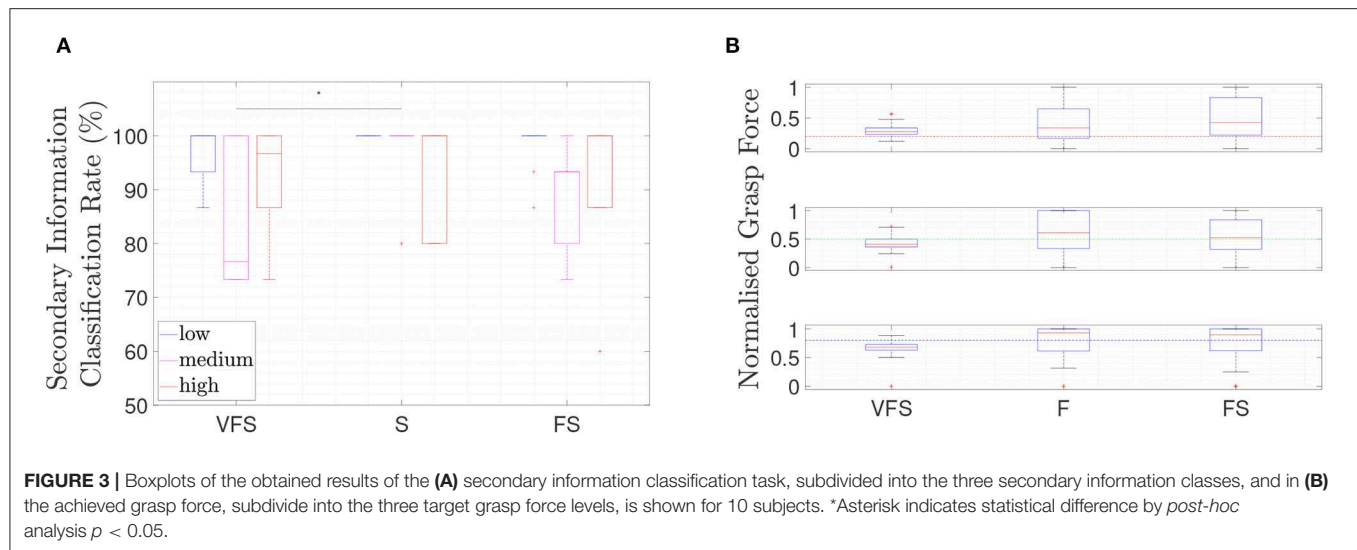 A
Secondary Information
Classification Rate (%)
100
90
80
70
60
50
*
low
medium
high
VFS
S
FS
B
Normalised Grasp Force
1
0.5
0
1
0.5
0
1
0.5
0
VFS
F
FS
FIGURE 3 | Boxplots of the obtained results of the (A) secondary information classification task, subdivided into the three secondary information classes, and in (B)
the achieved grasp force, subdivide into the three target grasp force levels, is shown for 10 subjects. *Asterisk indicates statistical difference by post-hoc
analysis p < 0.05.